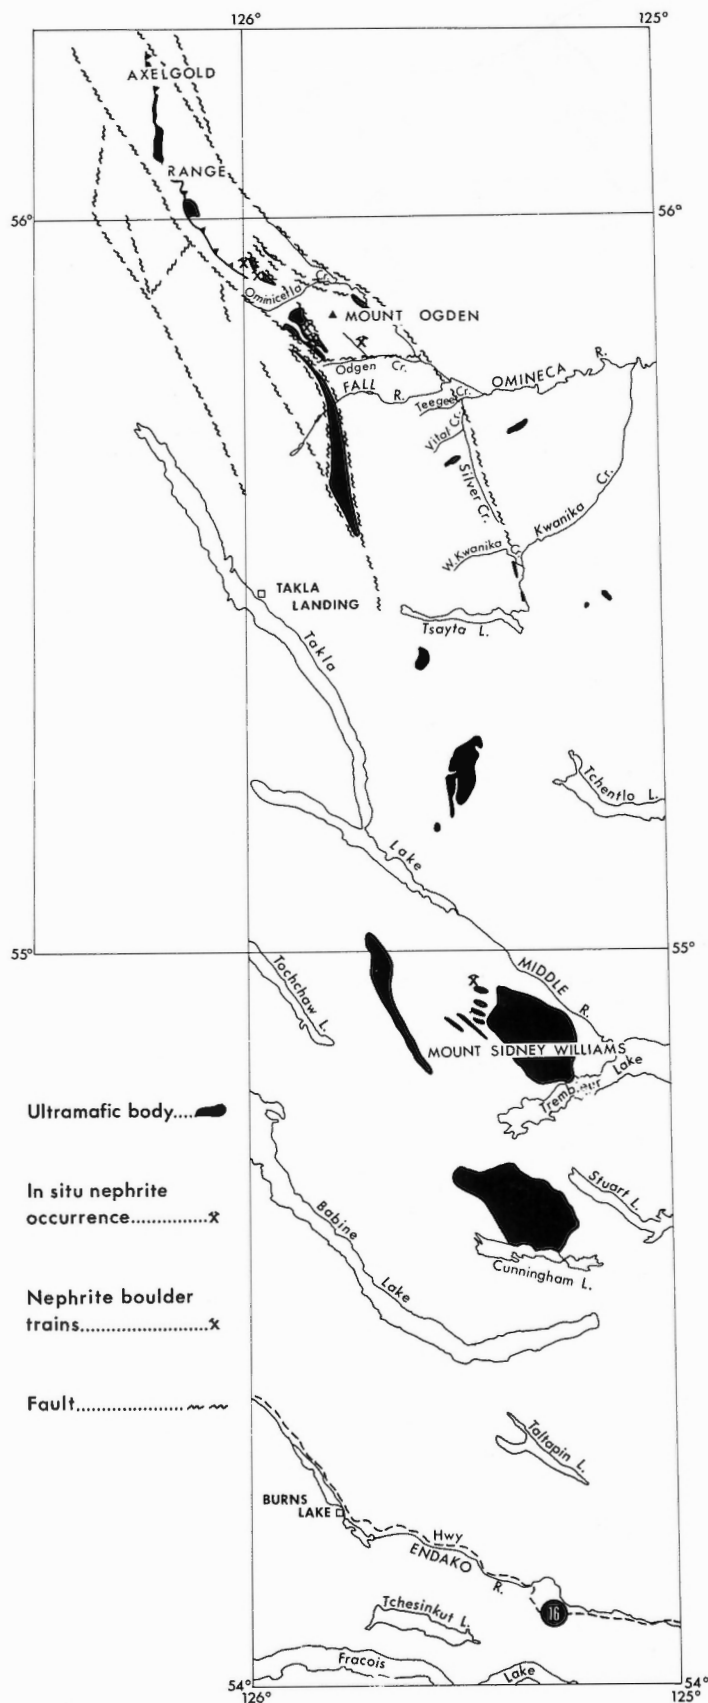 126°
125°
AXELGOLD
RANGE
56°
56°
Ominicella
Cr.
MOUNT OGDEN
Odgen Cr.
FALL R.
OMINECA R.
Teegee Cr.
Vital Cr.
Silver Cr.
Kwanika Cr.
W. Kwanika C.
TAKLA
LANDING
Tsayta L.
Takla
Tchentlo L.
Lake
55°
55°
MIDDLE R.
Tochchaw L.
MOUNT SIDNEY WILLIAMS
Trembleur Lake
Ultramafic body.....
Stuart L.
In situ nephrite
occurrence..............
Babine
Lake
Cunningham L.
Nephrite boulder
trains.......................
Fault......................
Taltapin L.
BURNS
LAKE
Hwy
ENDAKO
R.
16
Tchesinkut L.
Fracois
Lake
54°
54°
126°
125°